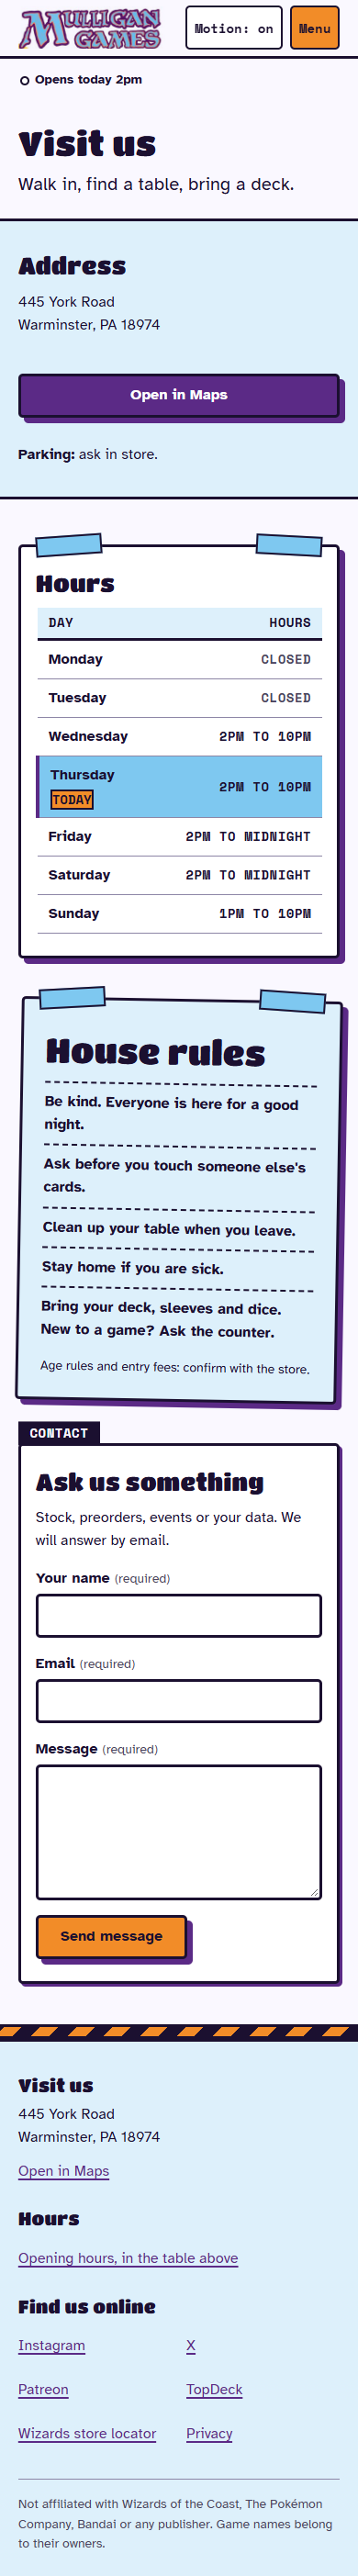 MULLIGAN
GAMES
Motion: on
Menu
Opens today 2pm
Visit us
Walk in, find a table, bring a deck.
Address
445 York Road
Warminster, PA 18974
Open in Maps
Parking: ask in store.
Hours
DAY HOURS
Monday CLOSED
Tuesday CLOSED
Wednesday 2PM TO 10PM
Thursday
TODAY
2PM TO 10PM
Friday 2PM TO MIDNIGHT
Saturday 2PM TO MIDNIGHT
Sunday 1PM TO 10PM
House rules
Be kind. Everyone is here for a good
night.
Ask before you touch someone else's
cards.
Clean up your table when you leave.
Stay home if you are sick.
Bring your deck, sleeves and dice.
New to a game? Ask the counter.
Age rules and entry fees: confirm with the store.
CONTACT
Ask us something
Stock, preorders, events or your data. We
will answer by email.
Your name (required)
Email (required)
Message (required)
Send message
Visit us
445 York Road
Warminster, PA 18974
Open in Maps
Hours
Opening hours, in the table above
Find us online
Instagram X
Patreon TopDeck
Wizards store locator Privacy
Not affiliated with Wizards of the Coast, The Pokémon
Company, Bandai or any publisher. Game names belong
to their owners.